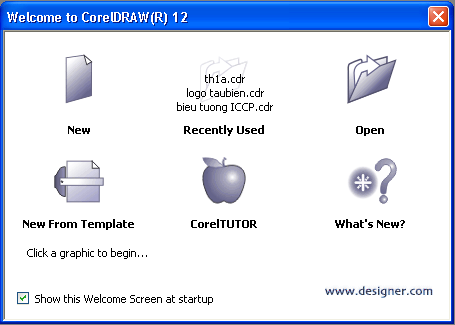 Welcome to CorelDRAW(R) 12
th1a.cdr
logo taubien.cdr
bieu tuong ICCP.cdr
New
Recently Used
Open
New From Template
CorelTUTOR
What's New?
Click a graphic to begin...
Show this Welcome Screen at startup
www.designer.com